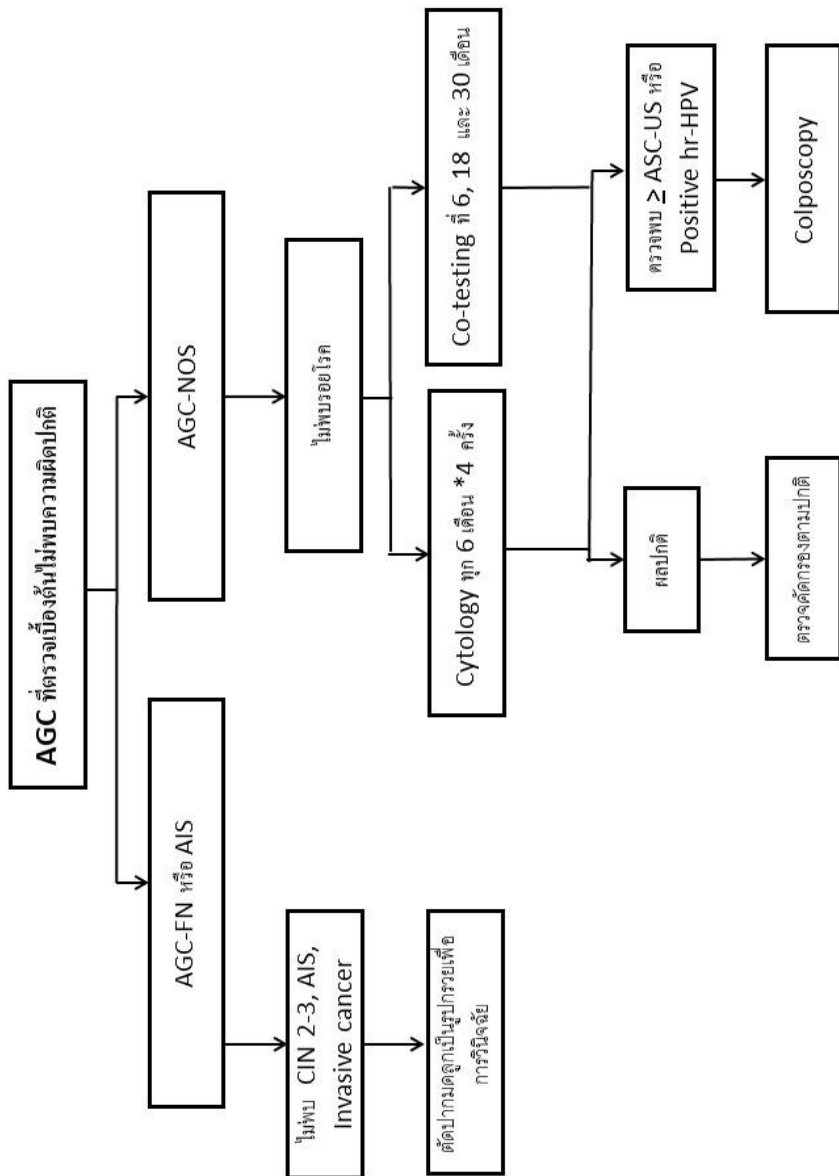 AGC ที่ตรวจเบื้องต้นไม่พบความผิดปกติ
AGC-FN หรือ AIS
AGC-NOS
ไม่พบ CIN 2-3, AIS,
Invasive cancer
ไม่พบรอยโรค
ตัดปากมดลูกเป็นรูปกรวยเพื่อ
การวินิจฉัย
Cytology ทุก 6 เดือน *4 ครั้ง
Co-testing ที่ 6, 18 และ 30 เดือน
ผลปกติ
ตรวจพบ ≥ ASC-US หรือ
Positive hr-HPV
ตรวจคัดกรองตามปกติ
Colposcopy